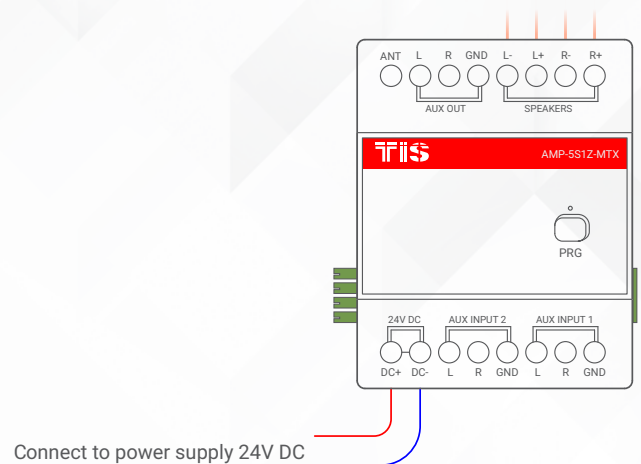 ANT L R GND L- L+ R- R+
AUX OUT SPEAKERS
TIS AMP-5S1Z-MTX
PRG
24V DC AUX INPUT 2 AUX INPUT 1
DC+ DC- L R GND L R GND
Connect to power supply 24V DC